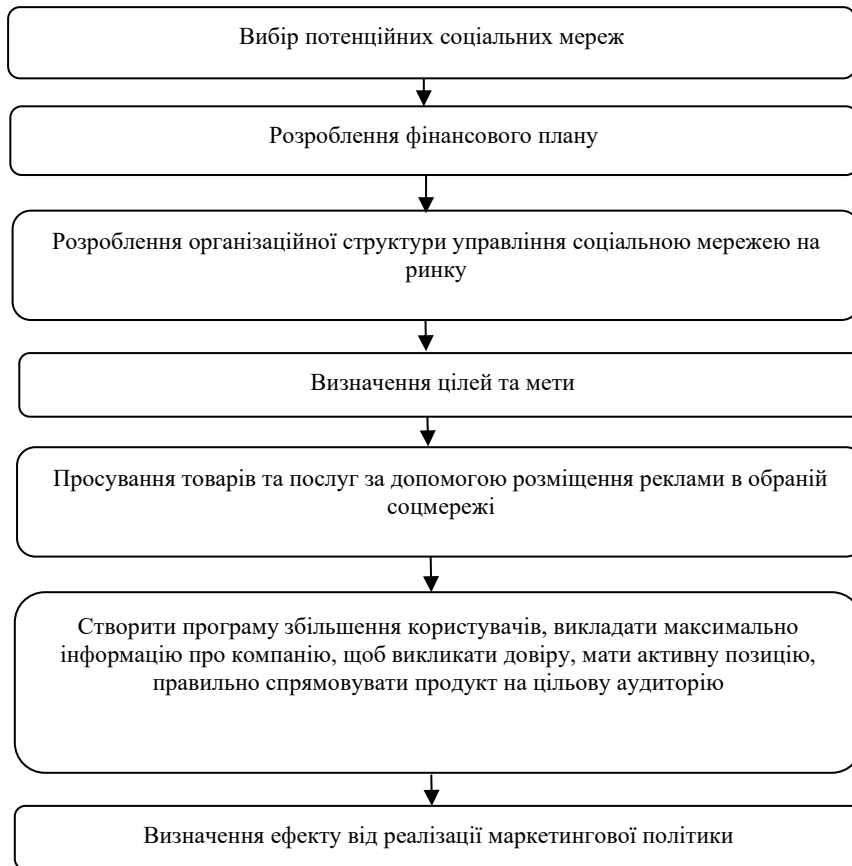 Вибір потенційних соціальних мереж
Розроблення фінансового плану
Розроблення організаційної структури управління соціальною мережею на
ринку
Визначення цілей та мети
Просування товарів та послуг за допомогою розміщення реклами в обраній
соцмережі
Створити програму збільшення користувачів, викладати максимально
інформацію про компанію, щоб викликати довіру, мати активну позицію,
правильно спрямовувати продукт на цільову аудиторію
Визначення ефекту від реалізації маркетингової політики